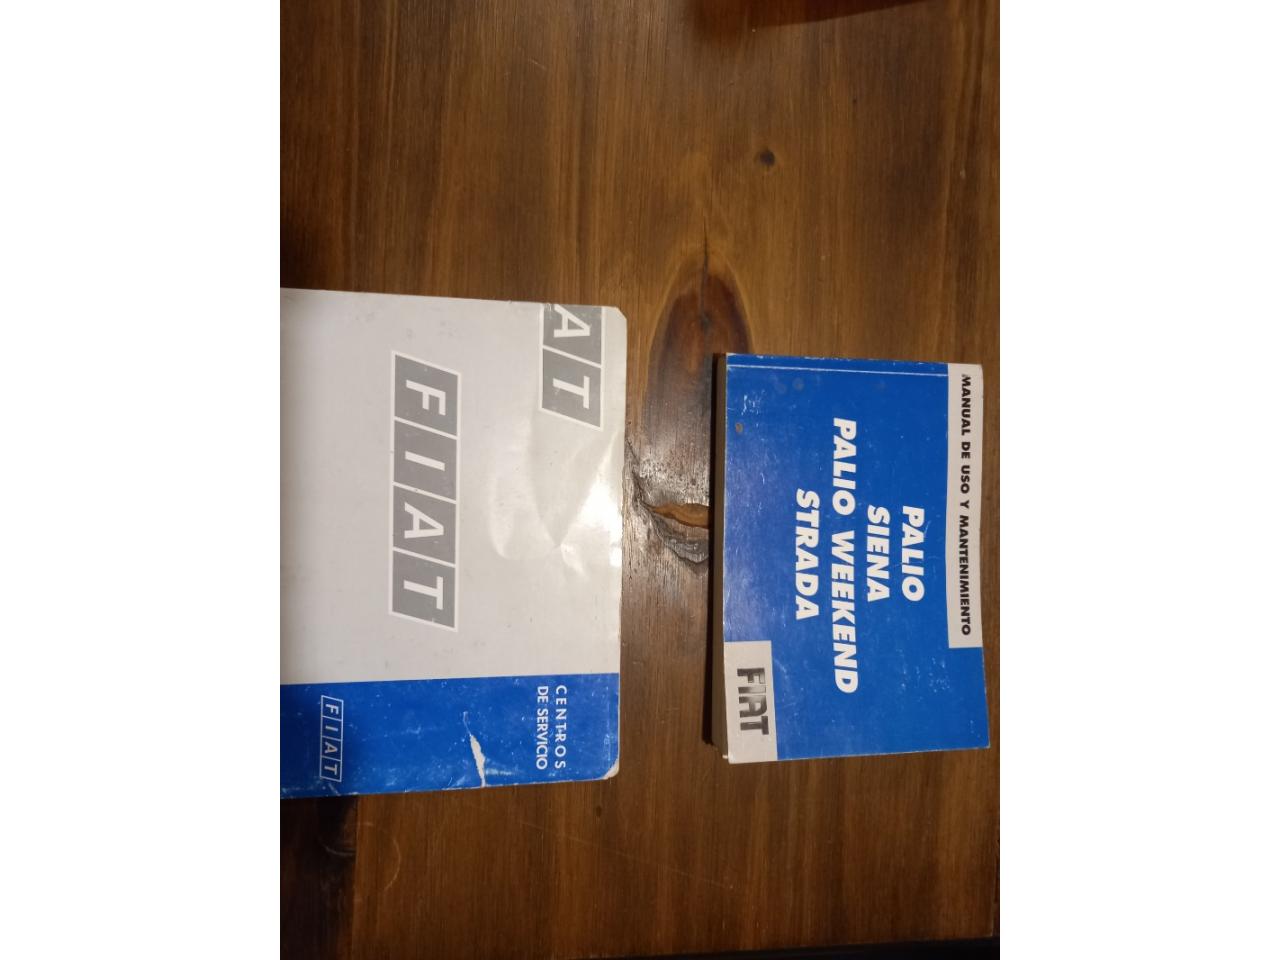 AT
FIAT
CENTROS
DE SERVICIO
FIAT
MANUAL DE USO Y MANTENIMIENTO
PALIO
SIENA
PALIO WEEKEND
STRADA
FIAT